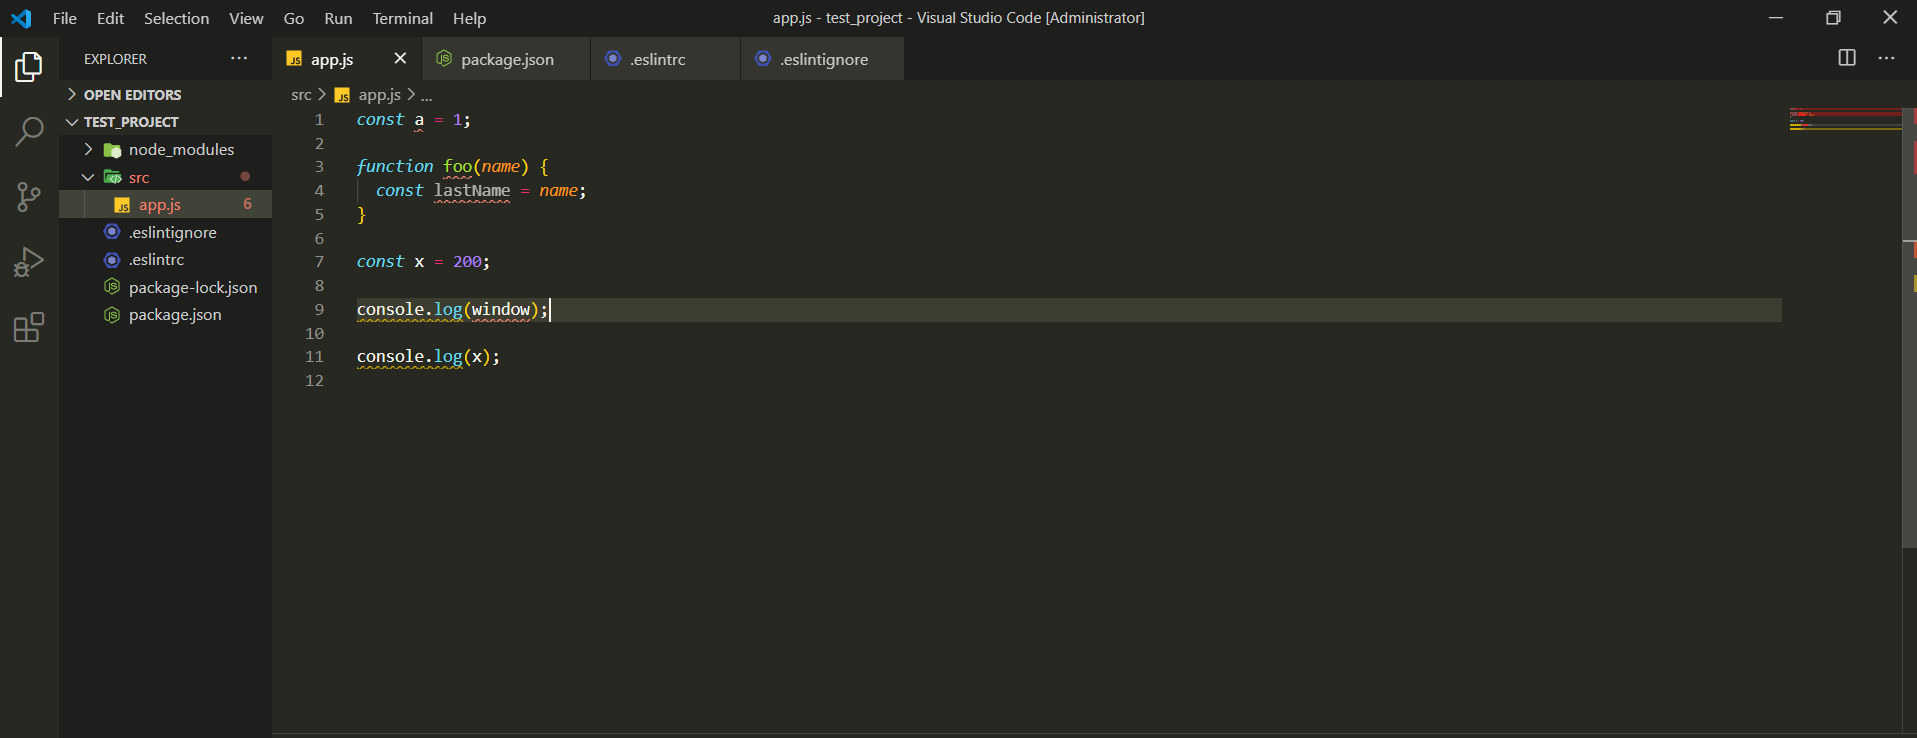 File Edit Selection View Go Run Terminal Help
app.js - test_project - Visual Studio Code [Administrator]
EXPLORER
OPEN EDITORS
TEST_PROJECT
node_modules
src
app.js 6
.eslintignore
.eslintrc
package-lock.json
package.json
JS app.js
JS package.json
.eslintrc
.eslintignore
src > JS app.js > ...
1 const a = 1;
2
3 function foo(name) {
4 const lastName = name;
5 }
6
7 const x = 200;
8
9 console.log(window);
10
11 console.log(x);
12